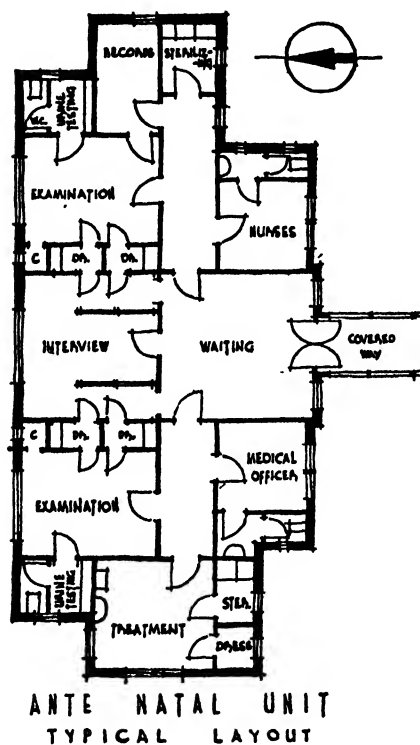 RECORDS
STERILIZ-
ING
W.C.
URINE
TESTING
EXAMINATION
NURSES
C
DR.
DR.
INTERVIEW
WAITING
COVERED
WAY
C
DR.
DR.
MEDICAL
OFFICER
EXAMINATION
URINE
TESTING
TREATMENT
STER.
DRESS
ANTE NATAL UNIT
TYPICAL LAYOUT